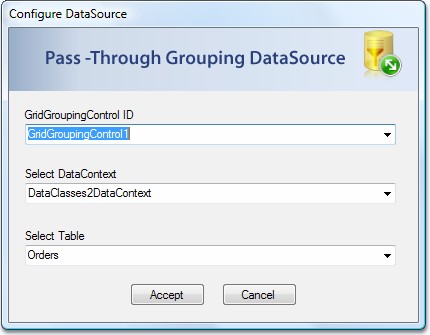 Configure DataSource
Pass -Through Grouping DataSource
GridGroupingControl ID
GridGroupingControl1
Select DataContext
DataClasses2DataContext
Select Table
Orders
Accept Cancel